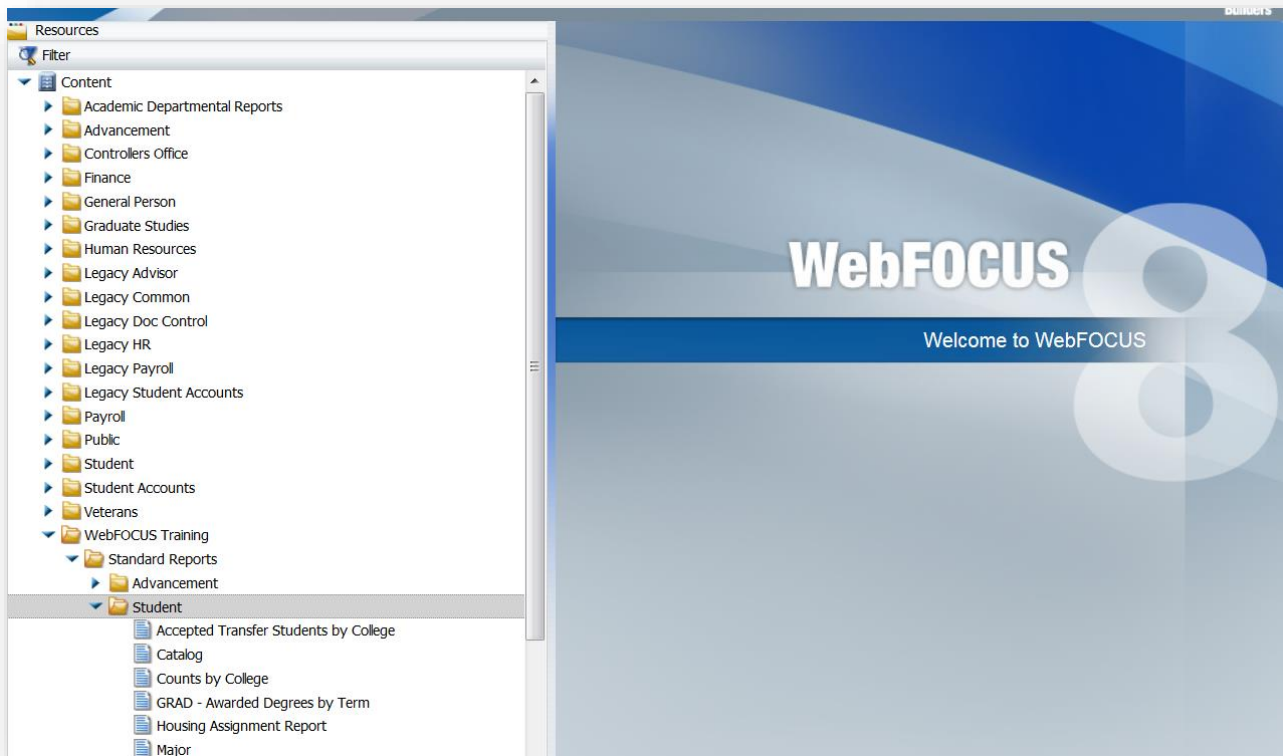 Builders
Resources
Filter
Content
Academic Departmental Reports
Advancement
Controllers Office
Finance
General Person
Graduate Studies
Human Resources
Legacy Advisor
Legacy Common
Legacy Doc Control
Legacy HR
Legacy Payroll
Legacy Student Accounts
Payroll
Public
Student
Student Accounts
Veterans
WebFOCUS Training
Standard Reports
Advancement
Student
Accepted Transfer Students by College
Catalog
Counts by College
GRAD - Awarded Degrees by Term
Housing Assignment Report
Major
WebFOCUS
8
Welcome to WebFOCUS